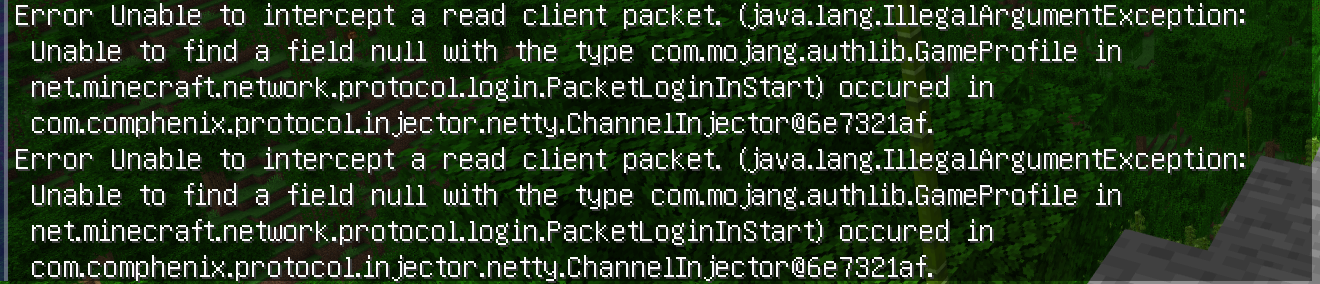 Error Unable to intercept a read client packet. (java.lang.IllegalArgumentException:
Unable to find a field null with the type com.mojang.authlib.GameProfile in
net.minecraft.network.protocol.login.PacketLoginInStart) occured in
com.comphenix.protocol.injector.netty.ChannelInjector@6e7321af.
Error Unable to intercept a read client packet. (java.lang.IllegalArgumentException:
Unable to find a field null with the type com.mojang.authlib.GameProfile in
net.minecraft.network.protocol.login.PacketLoginInStart) occured in
com.comphenix.protocol.injector.netty.ChannelInjector@6e7321af.